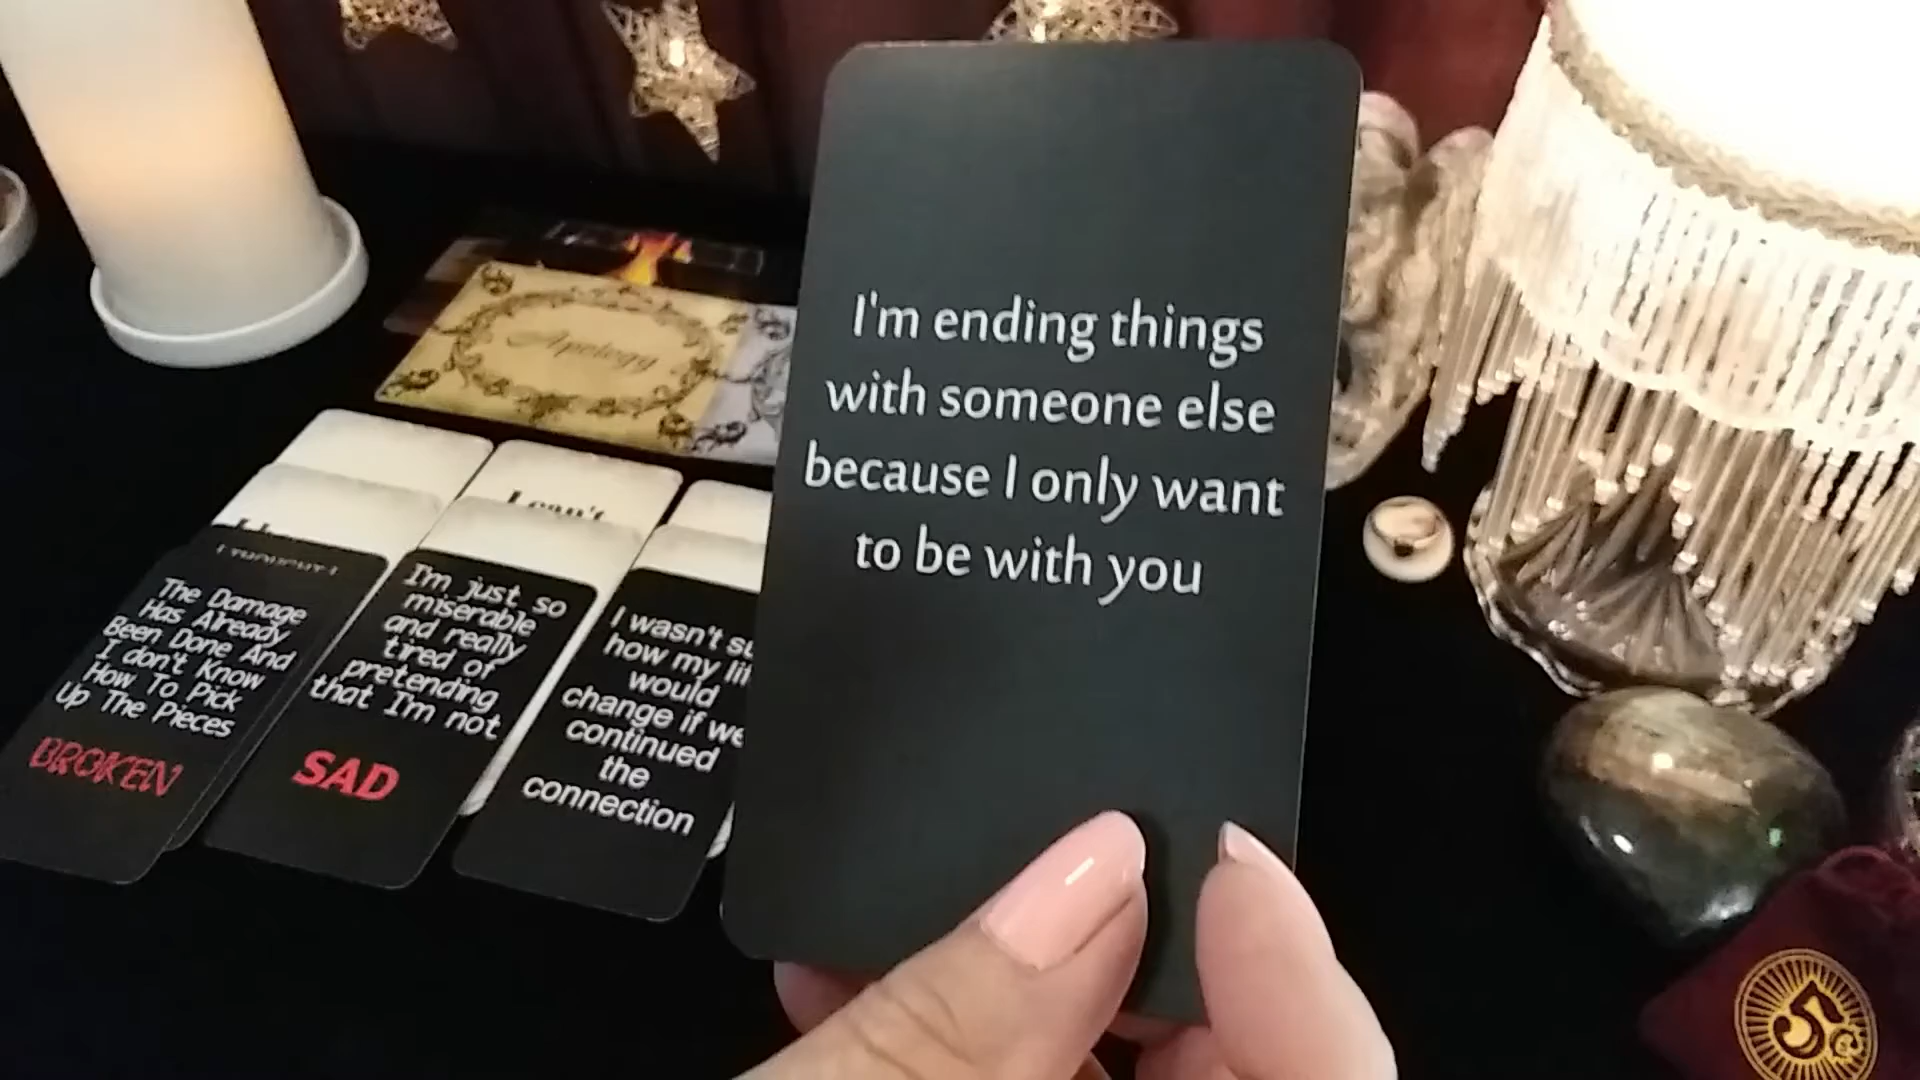 Apology
I can't
The Damage
Has Already
Been Done And
I don't Know
How To Pick
Up The Pieces
BROKEN
I'm just so
miserable
and really
tired of
pretending
that I'm not
SAD
I wasn't
how my
would
change if we
continued
the
connection
I'm ending things
with someone else
because I only want
to be with you